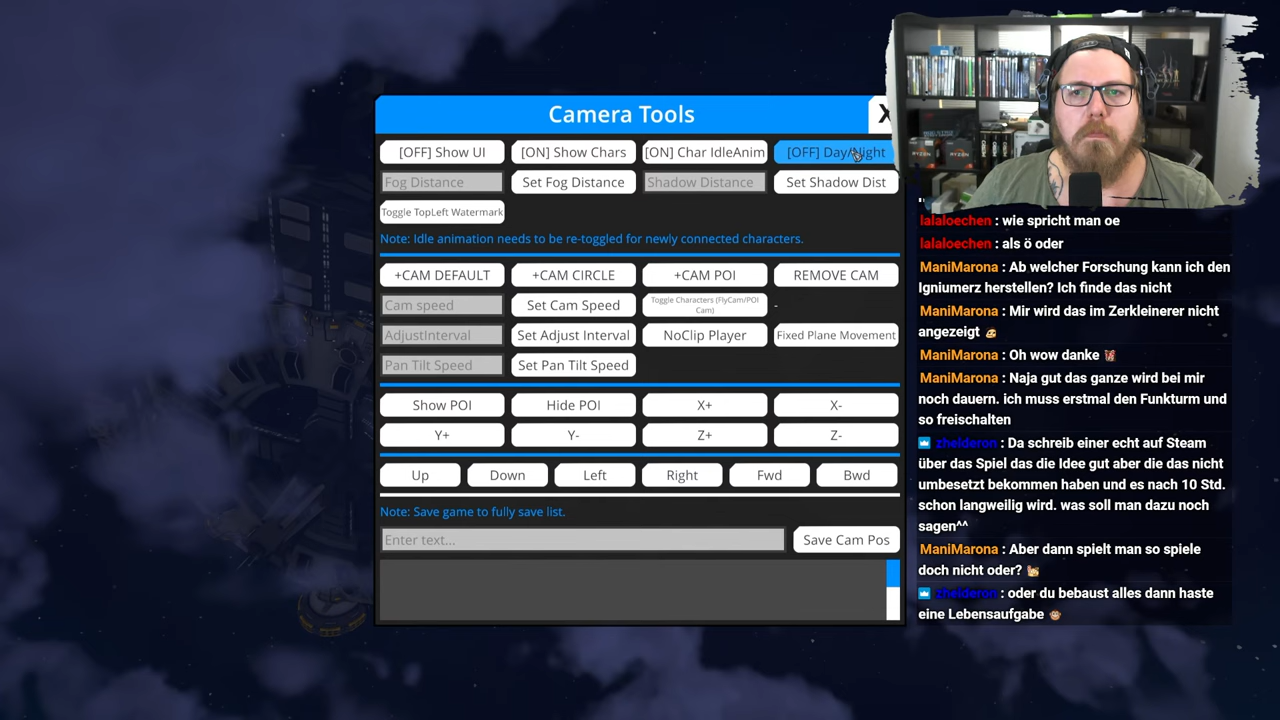 Camera Tools
X
[OFF] Show UI
[ON] Show Chars
[ON] Char IdleAnim
[OFF] Day/Night
Fog Distance
Set Fog Distance
Shadow Distance
Set Shadow Dist
Toggle TopLeft Watermark
Note: Idle animation needs to be re-toggled for newly connected characters.
+CAM DEFAULT
+CAM CIRCLE
+CAM POI
REMOVE CAM
Cam speed
Set Cam Speed
Toggle Characters (FlyCam/POI
Cam)
-
AdjustInterval
Set Adjust Interval
NoClip Player
Fixed Plane Movement
Pan Tilt Speed
Set Pan Tilt Speed
Show POI
Hide POI
X+
X-
Y+
Y-
Z+
Z-
Up
Down
Left
Right
Fwd
Bwd
Note: Save game to fully save list.
Enter text...
Save Cam Pos
RYZEN
lalaloechen : wie spricht man oe
lalaloechen : als ö oder
ManiMarona : Ab welcher Forschung kann ich den
Igniumerz herstellen? Ich finde das nicht
ManiMarona : Mir wird das im Zerkleinerer nicht
angezeigt
ManiMarona : Oh wow danke
ManiMarona : Naja gut das ganze wird bei mir
noch dauern. ich muss erstmal den Funkturm und
so freischalten
zhelderon : Da schreib einer echt auf Steam
über das Spiel das die Idee gut aber die das nicht
umbesetzt bekommen haben und es nach 10 Std.
schon langweilig wird. was soll man dazu noch
sagen^^
ManiMarona : Aber dann spielt man so spiele
doch nicht oder?
zhelderon : oder du bebaust alles dann haste
eine Lebensaufgabe